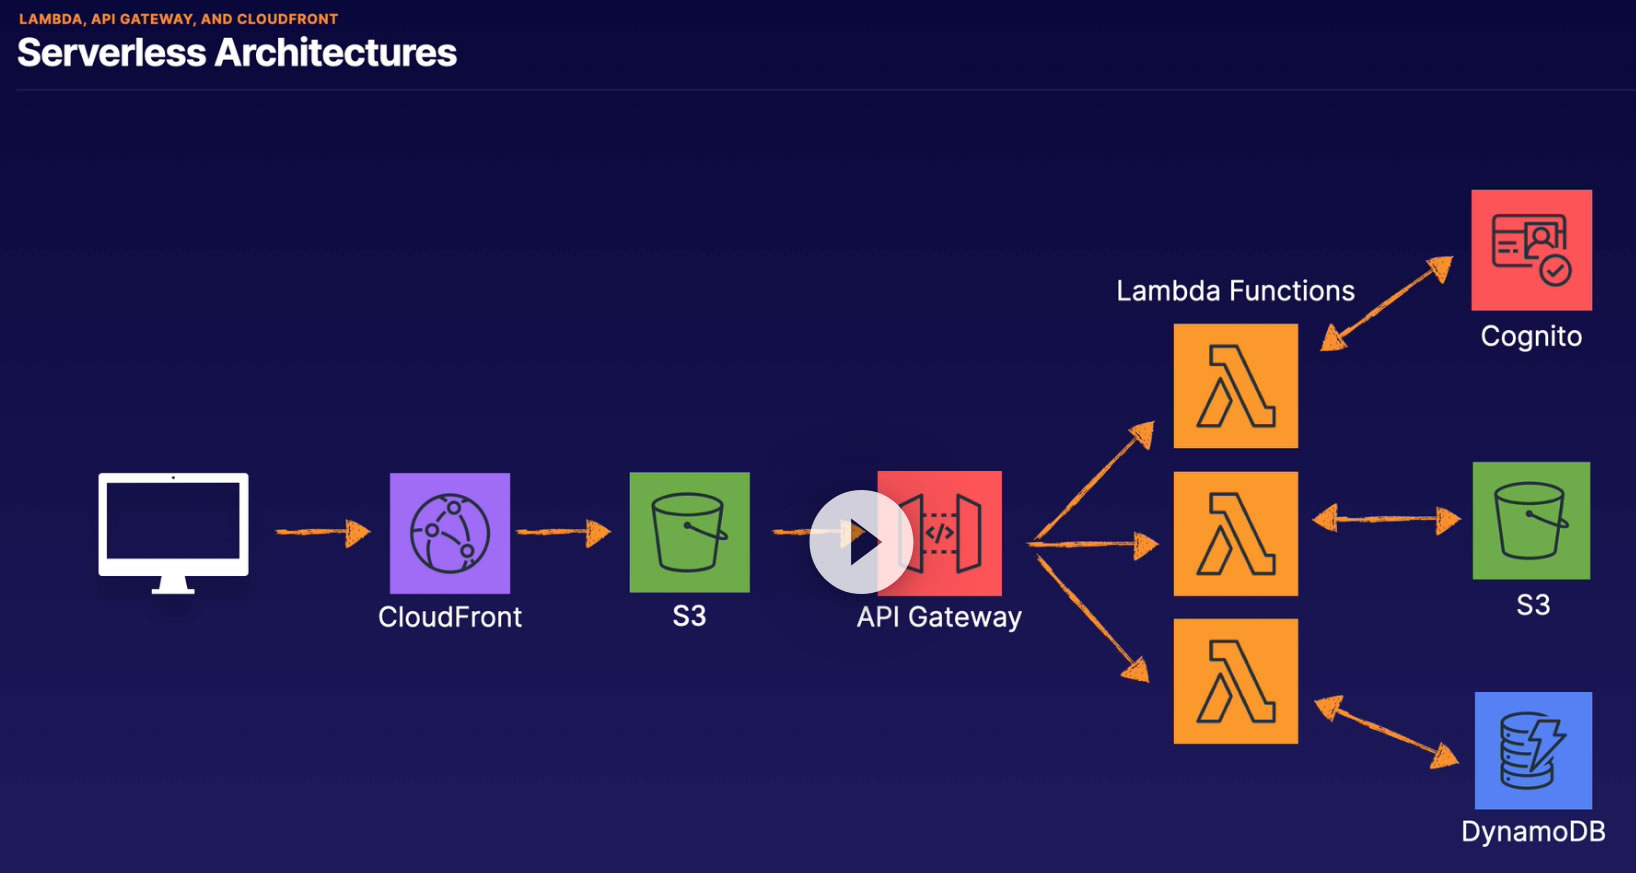 LAMBDA, API GATEWAY, AND CLOUDFRONT
Serverless Architectures
Lambda Functions
Cognito
CloudFront
S3
</>
API Gateway
S3
DynamoDB